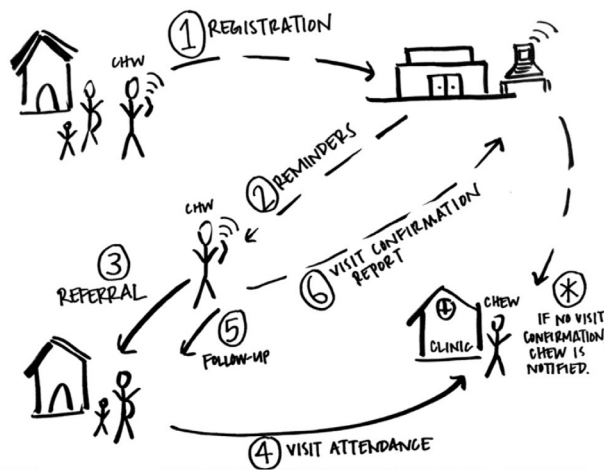 1 REGISTRATION
CHW
2 REMINDERS
CHW
3
REFERRAL
6 VISIT CONFIRMATION
REPORT
5
FOLLOW-UP
CHEW
CLINIC
*
IF NO VISIT
CONFIRMATION
CHEW IS
NOTIFIED.
4 VISIT ATTENDANCE